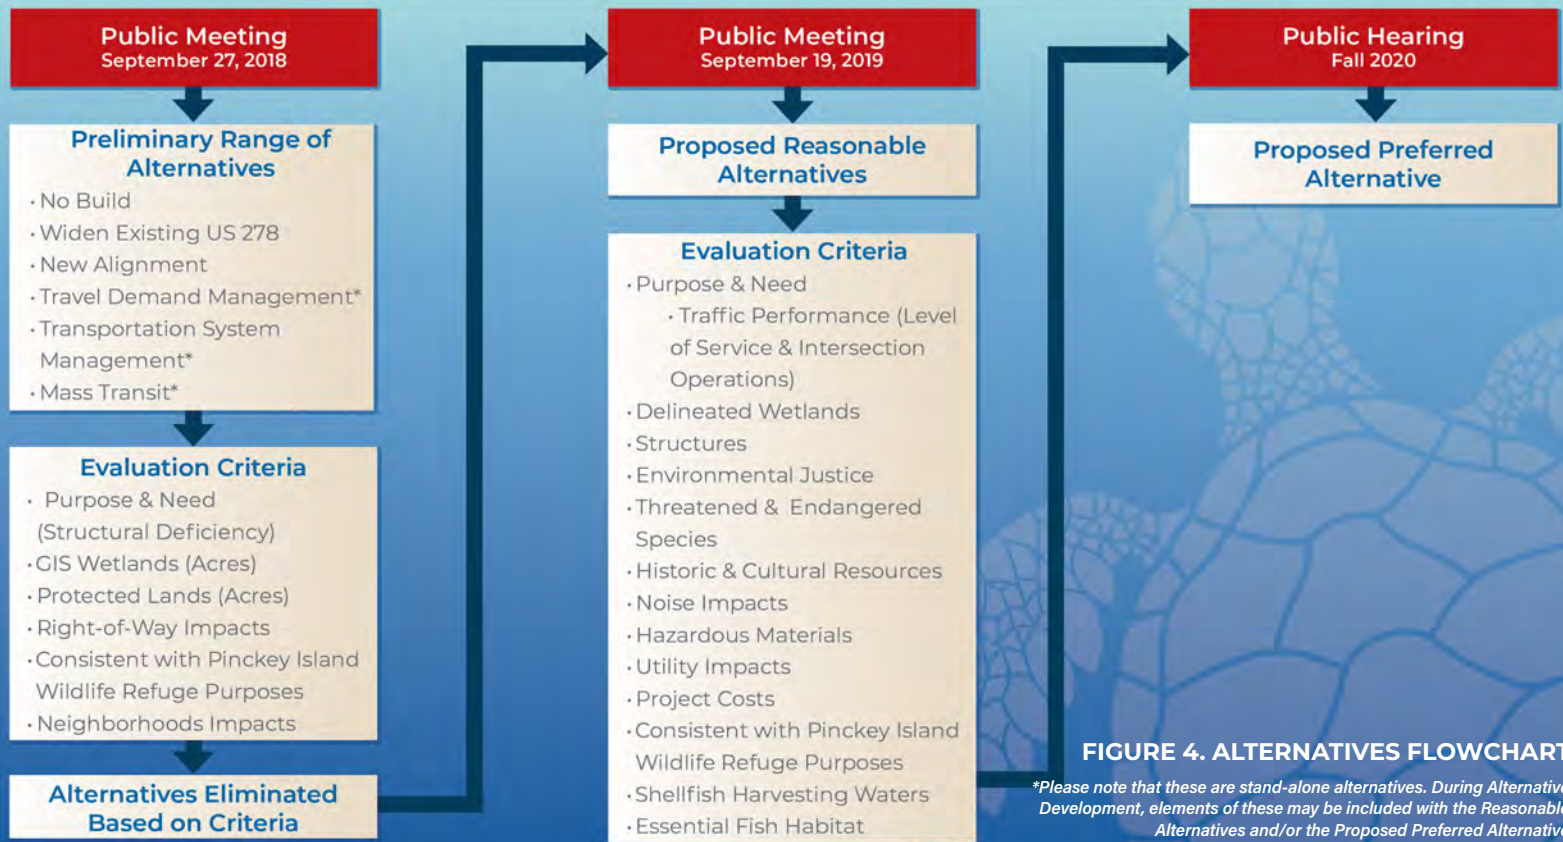 Public Meeting
September 27, 2018
Preliminary Range of
Alternatives
· No Build
· Widen Existing US 278
· New Alignment
· Travel Demand Management*
· Transportation System
Management*
· Mass Transit*
Evaluation Criteria
· Purpose & Need
(Structural Deficiency)
· GIS Wetlands (Acres)
· Protected Lands (Acres)
· Right-of-Way Impacts
· Consistent with Pinckey Island
Wildlife Refuge Purposes
· Neighborhoods Impacts
Alternatives Eliminated
Based on Criteria
Public Meeting
September 19, 2019
Proposed Reasonable
Alternatives
Evaluation Criteria
· Purpose & Need
· Traffic Performance (Level
of Service & Intersection
Operations)
· Delineated Wetlands
· Structures
· Environmental Justice
· Threatened & Endangered
Species
· Historic & Cultural Resources
· Noise Impacts
· Hazardous Materials
· Utility Impacts
· Project Costs
· Consistent with Pinckey Island
Wildlife Refuge Purposes
· Shellfish Harvesting Waters
· Essential Fish Habitat
Public Hearing
Fall 2020
Proposed Preferred
Alternative
FIGURE 4. ALTERNATIVES FLOWCHART
*Please note that these are stand-alone alternatives. During Alternative
Development, elements of these may be included with the Reasonable
Alternatives and/or the Proposed Preferred Alternative